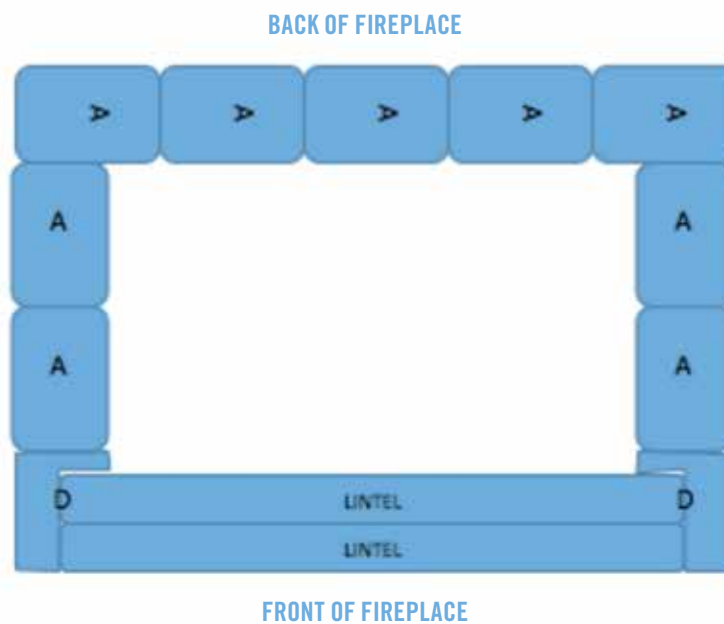 BACK OF FIREPLACE
A A A A A
A A
A A
D LINTEL D
LINTEL
FRONT OF FIREPLACE